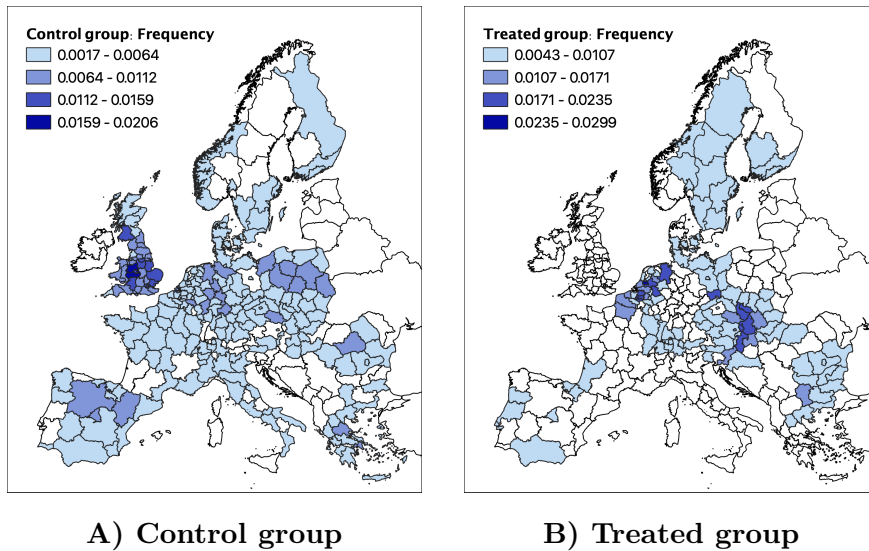 Control group: Frequency
0.0017 - 0.0064
0.0064 - 0.0112
0.0112 - 0.0159
0.0159 - 0.0206
Treated group: Frequency
0.0043 - 0.0107
0.0107 - 0.0171
0.0171 - 0.0235
0.0235 - 0.0299
A) Control group
B) Treated group